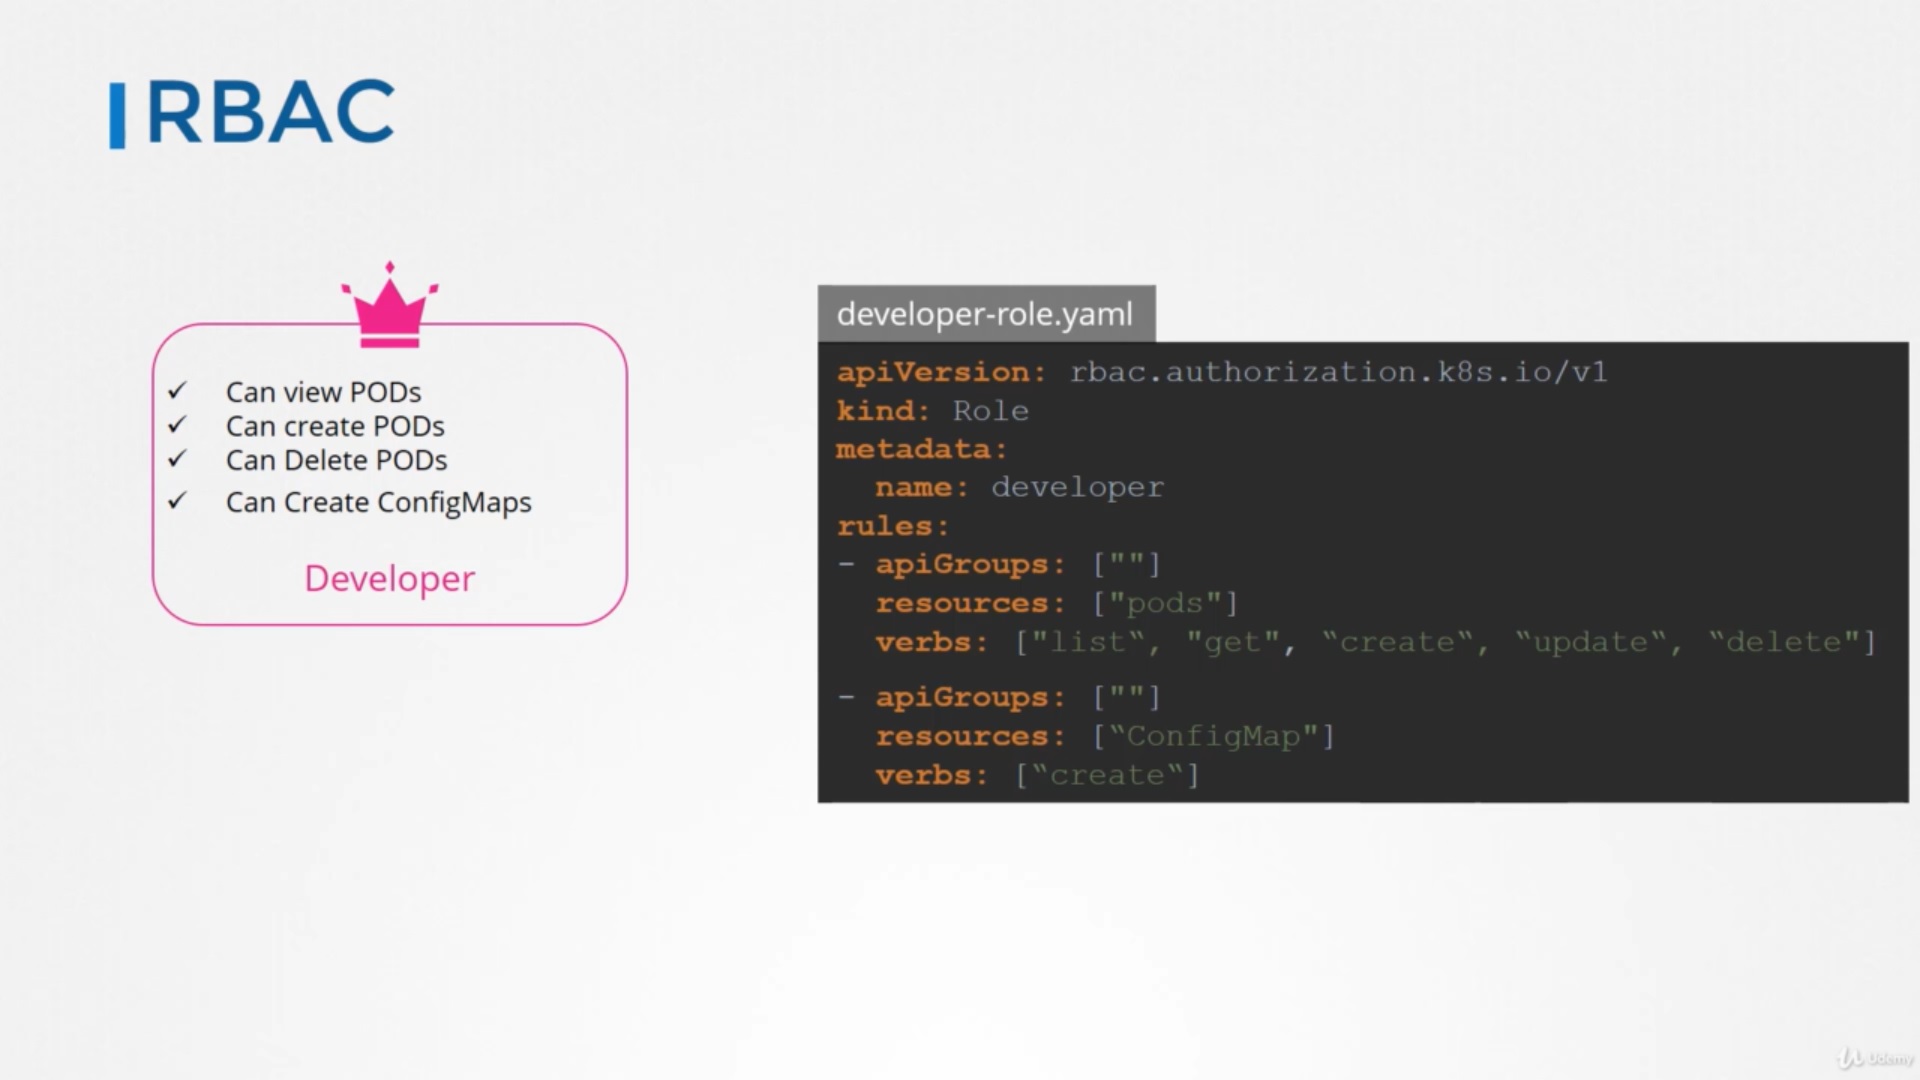 RBAC
✓ Can view PODs
✓ Can create PODs
✓ Can Delete PODs
✓ Can Create ConfigMaps
Developer
developer-role.yaml
apiVersion: rbac.authorization.k8s.io/v1
kind: Role
metadata:
  name: developer
rules:
- apiGroups: [""]
  resources: ["pods"]
  verbs: ["list‟, "get", ‟create‟, ‟update‟, ‟delete"]
- apiGroups: [""]
  resources: [‟ConfigMap"]
  verbs: [‟create‟]
Udemy